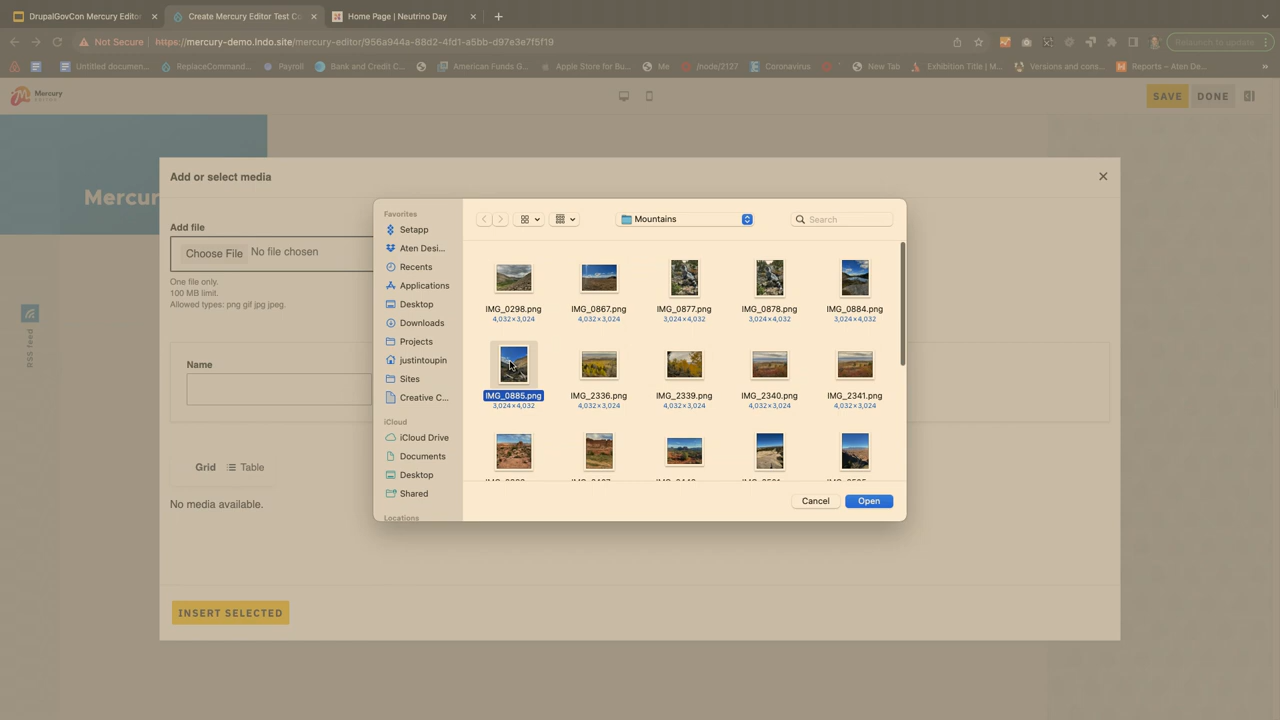 DrupalGovCon Mercury Editor
Create Mercury Editor Test Co
Home Page | Neutrino Day
Not Secure
https://mercury-demo.lndo.site/mercury-editor/956a944a-88d2-4fd1-a5bb-d97e3e7f5f19
Relaunch to update
Untitled documen...
ReplaceCommand...
Payroll
Bank and Credit C...
American Funds G...
Apple Store for Bu...
Me
/node/2127
Coronavirus
New Tab
Exhibition Title | M...
Versions and cons...
Reports – Aten De...
Mercury
EDITOR
SAVE
DONE
Mercury
Add or select media
Add file
Choose File No file chosen
One file only.
100 MB limit.
Allowed types: png gif jpg jpeg.
RSS feed
Name
Grid
Table
No media available.
INSERT SELECTED
Favorites
Setapp
Aten Desi...
Recents
Applications
Desktop
Downloads
Projects
justintoupin
Sites
Creative C...
iCloud
iCloud Drive
Documents
Desktop
Shared
Locations
Mountains
Search
IMG_0298.png
4,032×3,024
IMG_0867.png
4,032×3,024
IMG_0877.png
3,024×4,032
IMG_0878.png
3,024×4,032
IMG_0884.png
3,024×4,032
IMG_0885.png
3,024×4,032
IMG_2336.png
4,032×3,024
IMG_2339.png
4,032×3,024
IMG_2340.png
4,032×3,024
IMG_2341.png
4,032×3,024
Cancel
Open